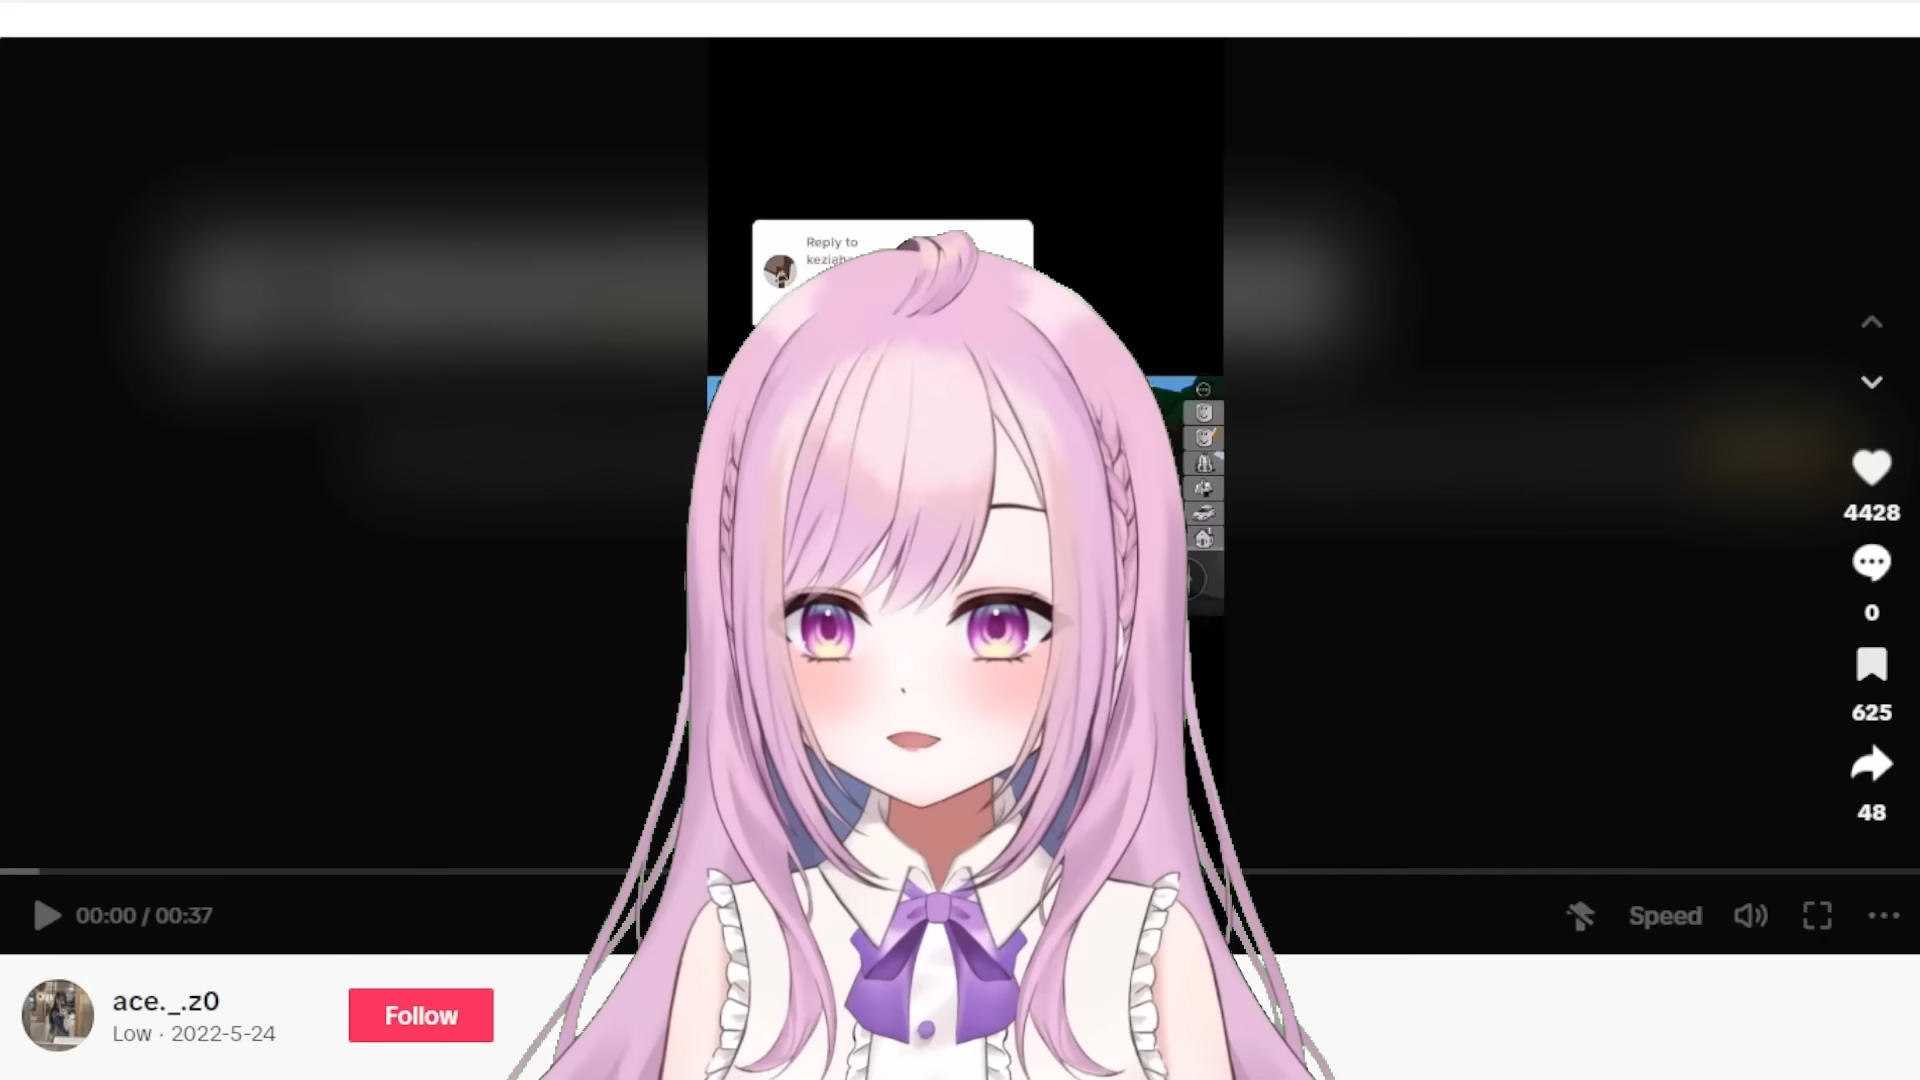 Reply to
4428
0
625
48
00:00 / 00:37
Speed
ace._.z0
Low · 2022-5-24
Follow